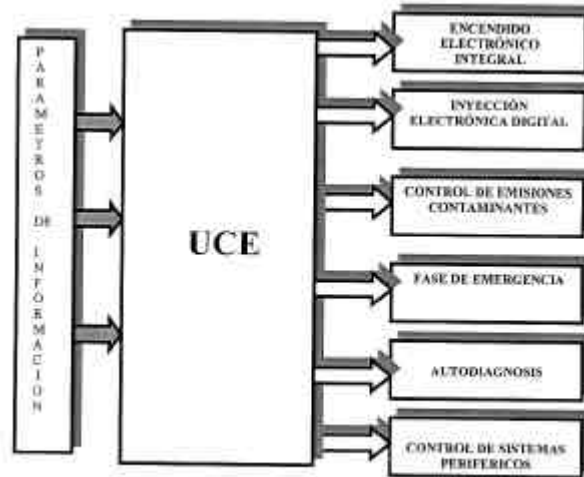 PARAMETROS DE INFORMACION
UCE
ENCENDIDO
ELECTRÓNICO
INTEGRAL
INYECCIÓN
ELECTRÓNICA DIGITAL
CONTROL DE EMISIONES
CONTAMINANTES
FASE DE EMERGENCIA
AUTODIAGNOSIS
CONTROL DE SISTEMAS
PERIFERICOS